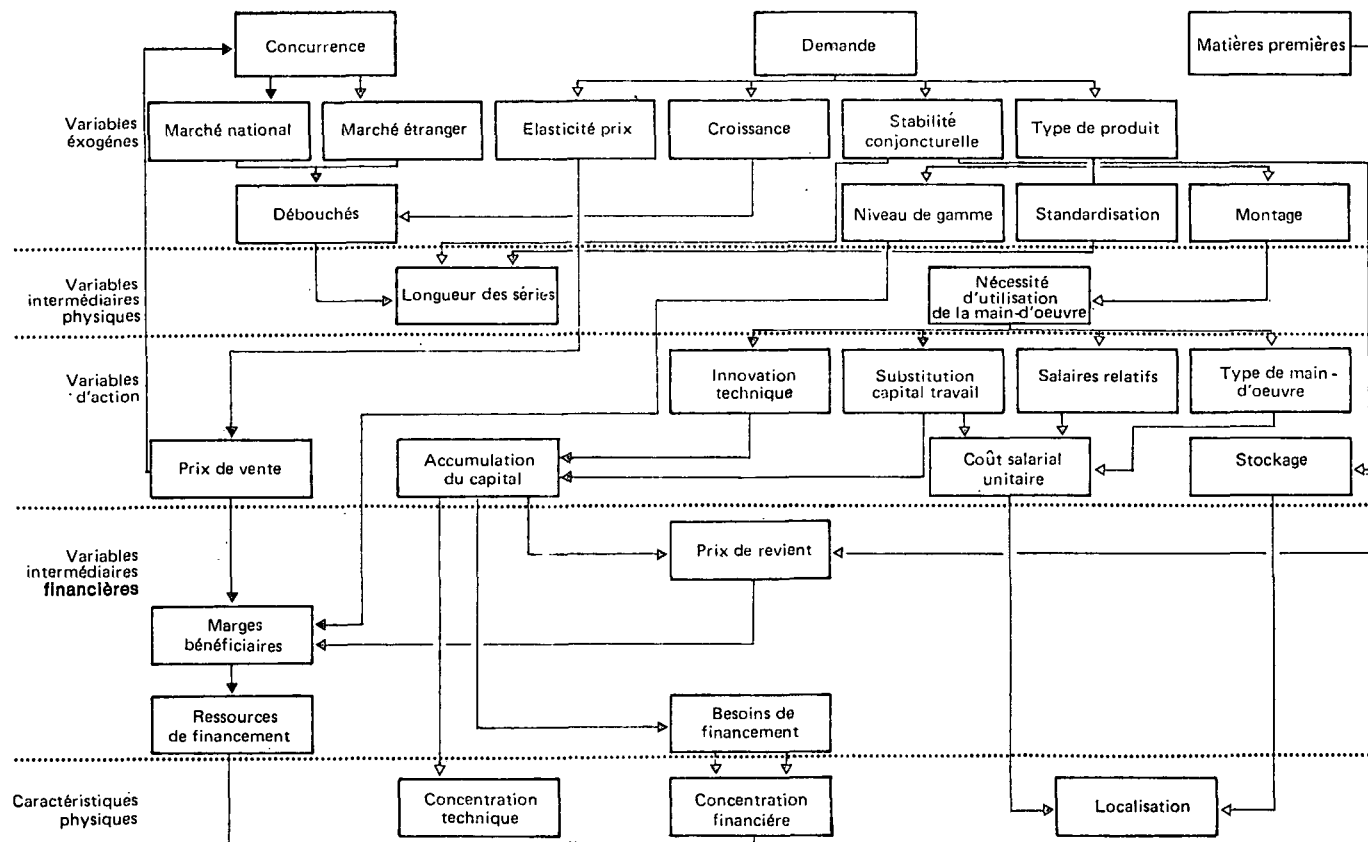 Concurrence
Demande
Matières premières
Variables
éxogénes
Marché national
Marché étranger
Elasticité prix
Croissance
Stabilité
conjoncturelle
Type de produit
Débouchés
Niveau de gamme
Standardisation
Montage
Variables
intermédiaires
physiques
Longueur des séries
Nécessité
d'utilisation
de la main-d'oeuvre
Variables
d'action
Innovation
technique
Substitution
capital travail
Salaires relatifs
Type de main -
d'oeuvre
Prix de vente
Accumulation
du capital
Coût salarial
unitaire
Stockage
Variables
intermédiaires
financières
Prix de revient
Marges
bénéficiaires
Ressources
de financement
Besoins de
financement
Caractéristiqués
physiques
Concentration
technique
Concentration
financiére
Localisation